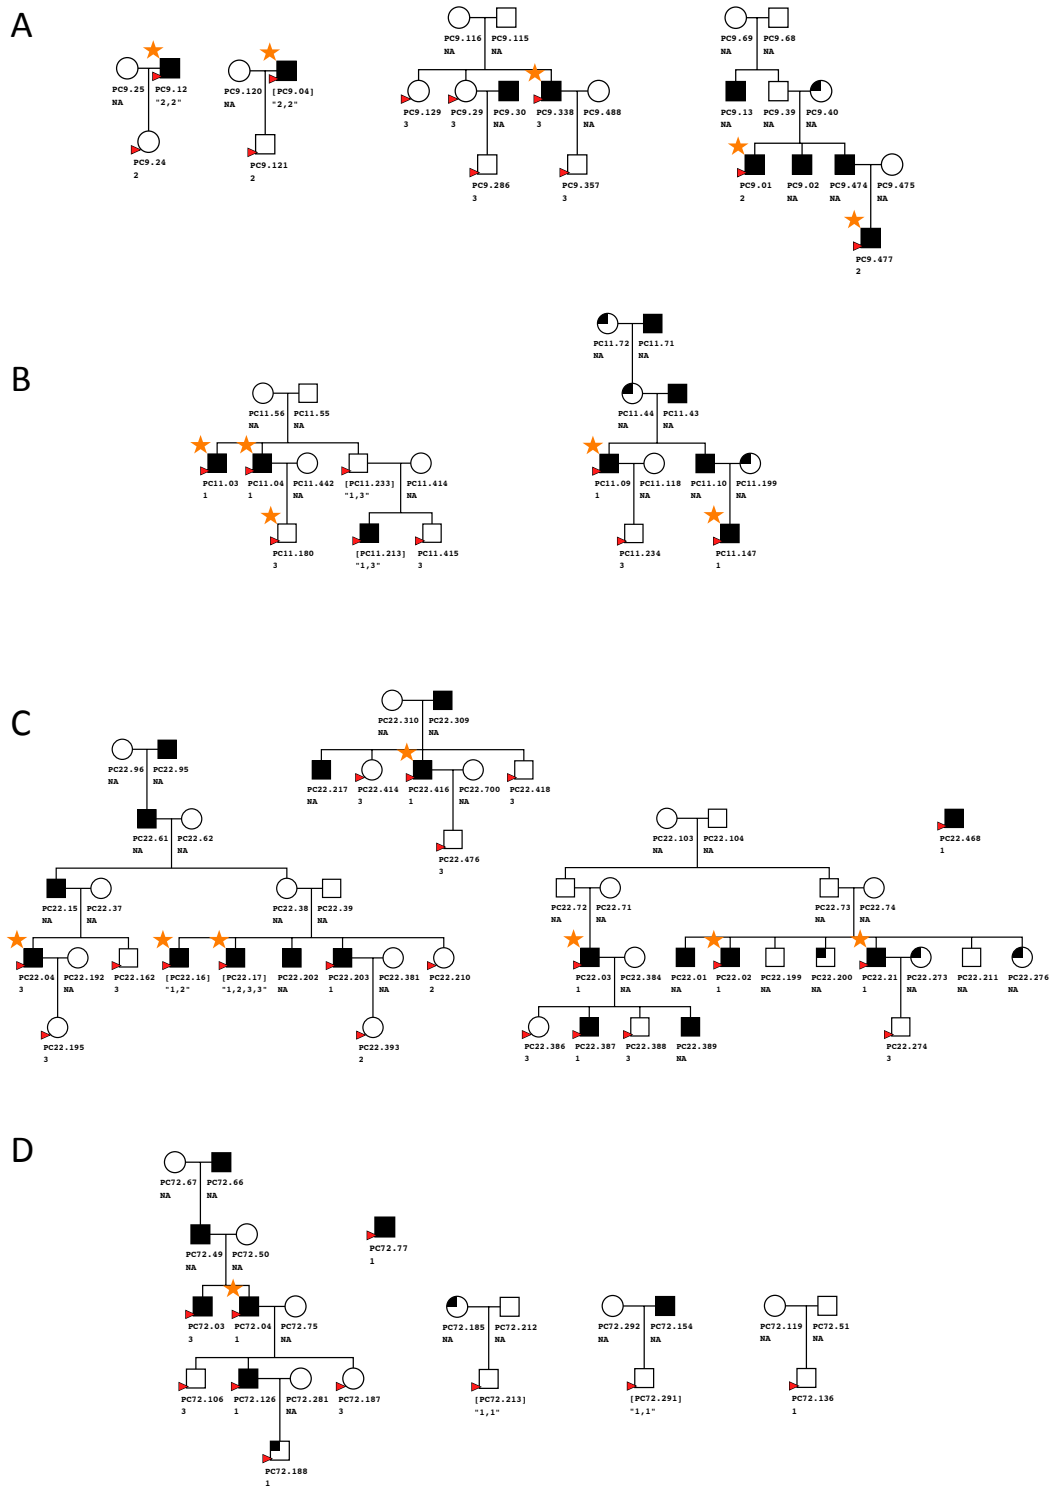 A
PC9.25 PC9.12
NA "2,2"
PC9.24
2
PC9.120 [PC9.04]
NA "2,2"
PC9.121
2
PC9.116 PC9.115
NA NA
PC9.129 PC9.29 PC9.30 PC9.338 PC9.488
3 3 NA 3 NA
PC9.286 PC9.357
3 3
PC9.69 PC9.68
NA NA
PC9.13 PC9.39 PC9.40
NA NA NA
PC9.01 PC9.02 PC9.474 PC9.475
2 NA NA NA
PC9.477
2
B
PC11.56 PC11.55
NA NA
PC11.03 PC11.04 PC11.442 [PC11.233] PC11.414
1 1 NA "1,3" NA
PC11.180 [PC11.213] PC11.415
3 "1,3" 3
PC11.72 PC11.71
NA NA
PC11.44 PC11.43
NA NA
PC11.09 PC11.118 PC11.10 PC11.199
1 NA NA NA
PC11.234 PC11.147
3 1
C
PC22.96 PC22.95
NA NA
PC22.61 PC22.62
NA NA
PC22.15 PC22.37 PC22.38 PC22.39
NA NA NA NA
PC22.04 PC22.192 PC22.162 [PC22.16] [PC22.17] PC22.202 PC22.203 PC22.381 PC22.210
3 NA 3 "1,2" "1,2,3,3" NA 1 NA 2
PC22.195 PC22.393
3 2
PC22.310 PC22.309
NA NA
PC22.217 PC22.414 PC22.416 PC22.700 PC22.418
NA 3 1 NA 3
PC22.476
3
PC22.103 PC22.104
NA NA
PC22.468
1
PC22.72 PC22.71 PC22.73 PC22.74
NA NA NA NA
PC22.03 PC22.384 PC22.01 PC22.02 PC22.199 PC22.200 PC22.21 PC22.273 PC22.211 PC22.276
1 NA NA 1 NA NA 1 NA NA NA
PC22.386 PC22.387 PC22.388 PC22.389 PC22.274
3 1 3 NA 3
D
PC72.67 PC72.66
NA NA
PC72.49 PC72.50
NA NA
PC72.03 PC72.04 PC72.75
3 1 NA
PC72.106 PC72.126 PC72.281 PC72.187
3 1 NA 3
PC72.188
1
PC72.77
1
PC72.185 PC72.212
NA NA
[PC72.213]
"1,1"
PC72.292 PC72.154
NA NA
[PC72.291]
"1,1"
PC72.119 PC72.51
NA NA
PC72.136
1